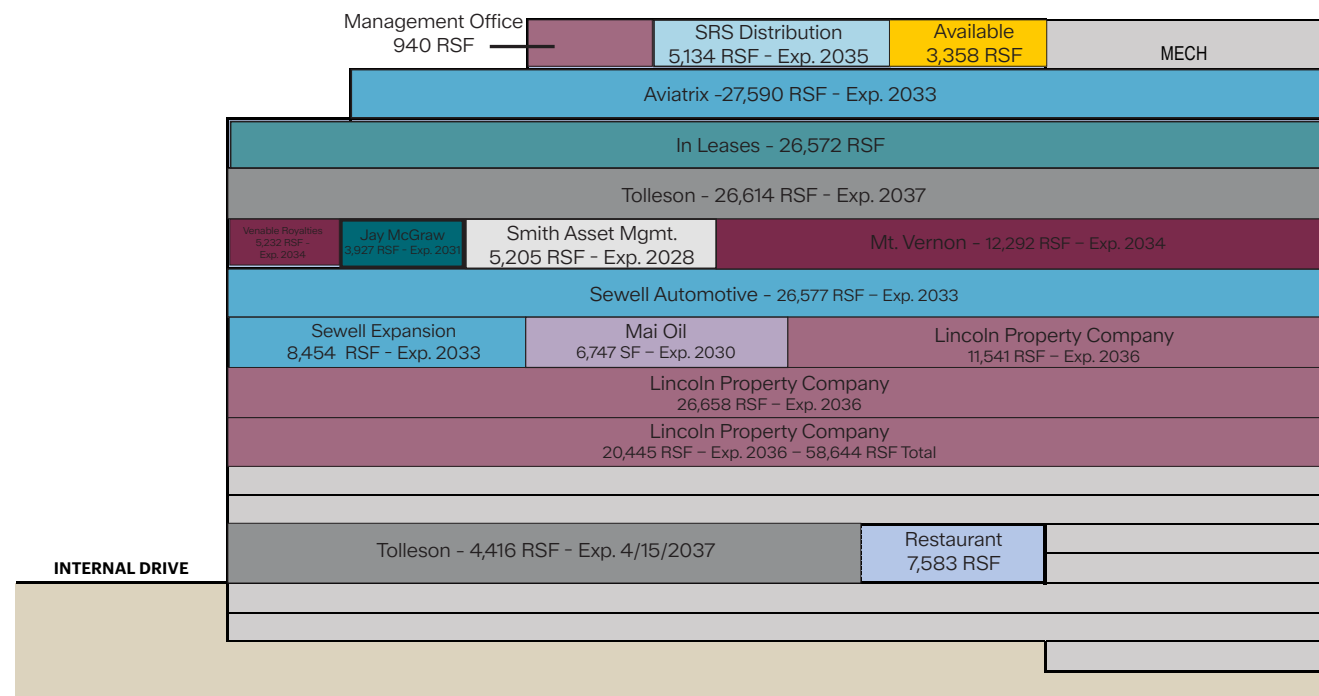 Management Office
940 RSF
SRS Distribution
5,134 RSF - Exp. 2035
Available
3,358 RSF
MECH
Aviatrix -27,590 RSF - Exp. 2033
In Leases - 26,572 RSF
Tolleson - 26,614 RSF - Exp. 2037
Venable Royalties
5,232 RSF –
Exp. 2034
Jay McGraw
3,927 RSF - Exp. 2031
Smith Asset Mgmt.
5,205 RSF - Exp. 2028
Mt. Vernon - 12,292 RSF – Exp. 2034
Sewell Automotive - 26,577 RSF – Exp. 2033
Sewell Expansion
8,454 RSF - Exp. 2033
Mai Oil
6,747 SF – Exp. 2030
Lincoln Property Company
11,541 RSF – Exp. 2036
Lincoln Property Company
26,658 RSF – Exp. 2036
Lincoln Property Company
20,445 RSF – Exp. 2036 – 58,644 RSF Total
Tolleson - 4,416 RSF - Exp. 4/15/2037
Restaurant
7,583 RSF
INTERNAL DRIVE